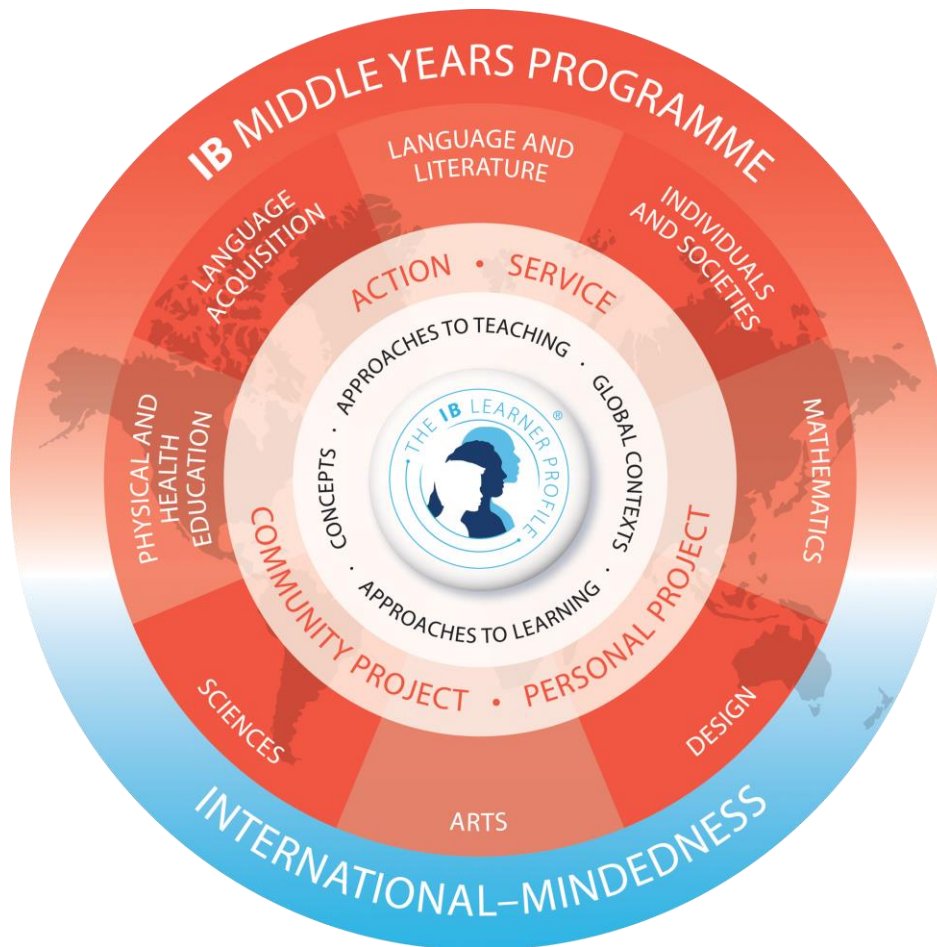 IB MIDDLE YEARS PROGRAMME
LANGUAGE AND
LITERATURE
INDIVIDUALS
AND SOCIETIES
MATHEMATICS
DESIGN
ARTS
SCIENCES
PHYSICAL AND
HEALTH
EDUCATION
LANGUAGE
ACQUISITION
ACTION • SERVICE
PERSONAL PROJECT
•
COMMUNITY PROJECT
APPROACHES TO TEACHING •
GLOBAL CONTEXTS •
APPROACHES TO LEARNING •
CONCEPTS •
• THE IB LEARNER PROFILE •
®
INTERNATIONAL–MINDEDNESS